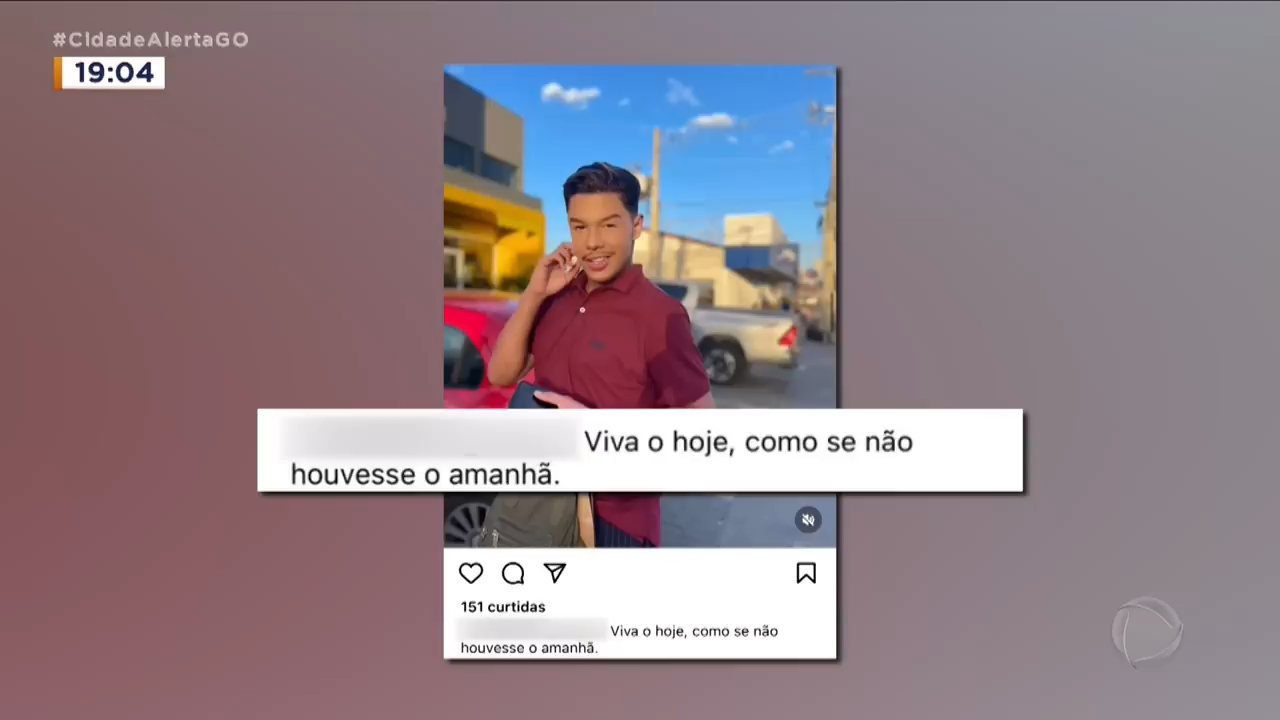 #CidadeAlertaGO
19:04
Viva o hoje, como se não
houvesse o amanhã.
151 curtidas
Viva o hoje, como se não
houvesse o amanhã.